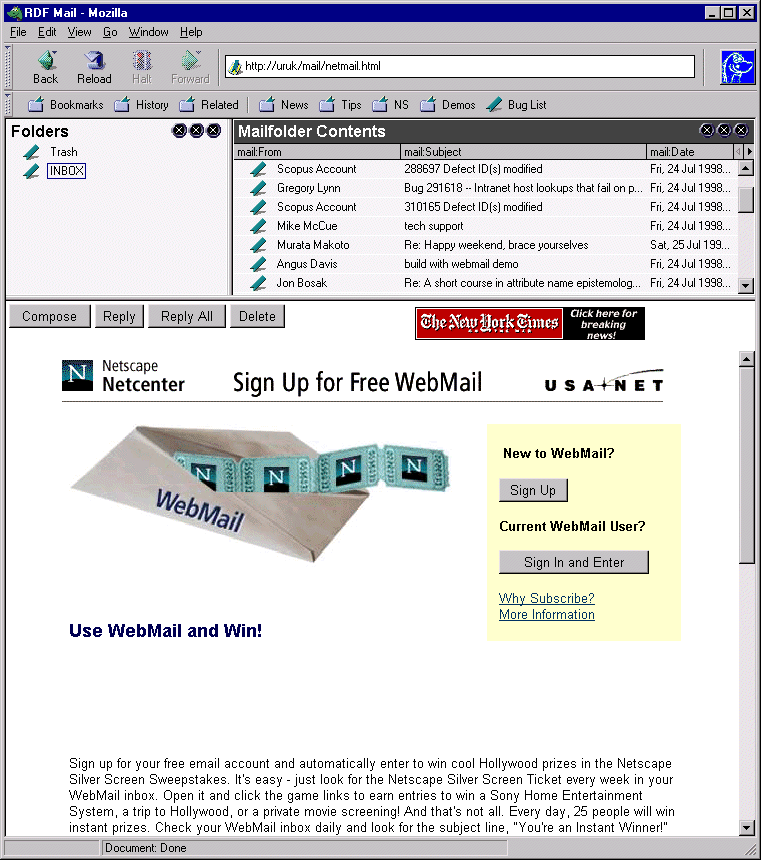 RDF Mail - Mozilla
File Edit View Go Window Help
Back Reload Halt Forward
http://uruk/mail/netmail.html
Bookmarks History Related News Tips NS Demos Bug List
Folders
Trash
INBOX
Mailfolder Contents
mail:From mail:Subject mail:Date
Scopus Account 288697 Defect ID(s) modified Fri, 24 Jul 1998...
Gregory Lynn Bug 291618 -- Intranet host lookups that fail on p... Fri, 24 Jul 1998...
Scopus Account 310165 Defect ID(s) modified Fri, 24 Jul 1998...
Mike McCue tech support Fri, 24 Jul 1998...
Murata Makoto Re: Happy weekend, brace yourselves Sat, 25 Jul 199...
Angus Davis build with webmail demo Fri, 24 Jul 1998...
Jon Bosak Re: A short course in attribute name epistemolog... Fri, 24 Jul 1998...
Compose Reply Reply All Delete
The New York Times
Click here for
breaking
news!
Netscape
Netcenter
Sign Up for Free WebMail
USA NET
N N N N
WebMail
New to WebMail?
Sign Up
Current WebMail User?
Sign In and Enter
Why Subscribe?
More Information
Use WebMail and Win!
Sign up for your free email account and automatically enter to win cool Hollywood prizes in the Netscape
Silver Screen Sweepstakes. It's easy - just look for the Netscape Silver Screen Ticket every week in your
WebMail inbox. Open it and click the game links to earn entries to win a Sony Home Entertainment
System, a trip to Hollywood, or a private movie screening! And that's not all. Every day, 25 people will win
instant prizes. Check your WebMail inbox daily and look for the subject line, "You're an Instant Winner!"
Document: Done